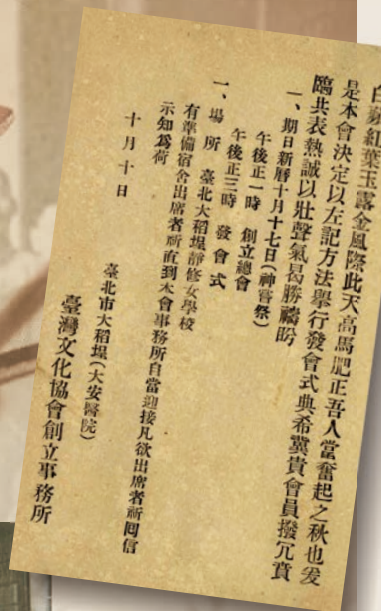 白蘋紅葉玉露金風際此天高馬肥正吾人當奮起之秋也爰
是本會決定以左記方法舉行發會式典希冀貴會員撥冗賁
臨共表熱誠以壯聲氣曷勝禱盼
一、期日新曆十月十七日(神嘗祭)
午後正一時 創立總會
午後正三時 發會式
一、場所 臺北大稻埕靜修女學校
有準備宿舍出席者祈直到本會事務所自當迎接凡欲出席者祈囘信
示知爲荷
十月十日
臺北市大稻埕(大安醫院)
臺灣文化協會創立事務所